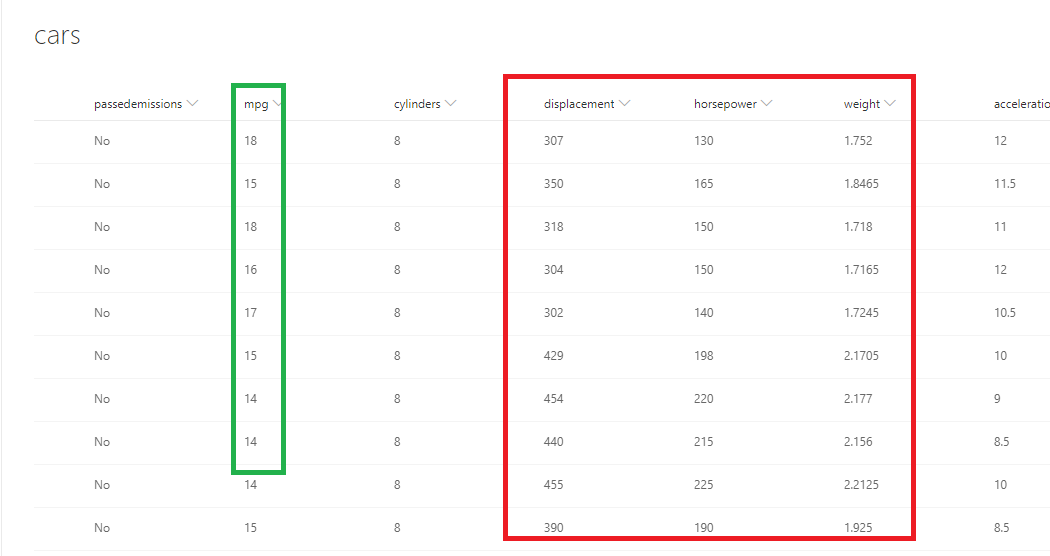 cars
passedemissions mpg cylinders displacement horsepower weight acceleratio
No 18 8 307 130 1.752 12
No 15 8 350 165 1.8465 11.5
No 18 8 318 150 1.718 11
No 16 8 304 150 1.7165 12
No 17 8 302 140 1.7245 10.5
No 15 8 429 198 2.1705 10
No 14 8 454 220 2.177 9
No 14 8 440 215 2.156 8.5
No 14 8 455 225 2.2125 10
No 15 8 390 190 1.925 8.5